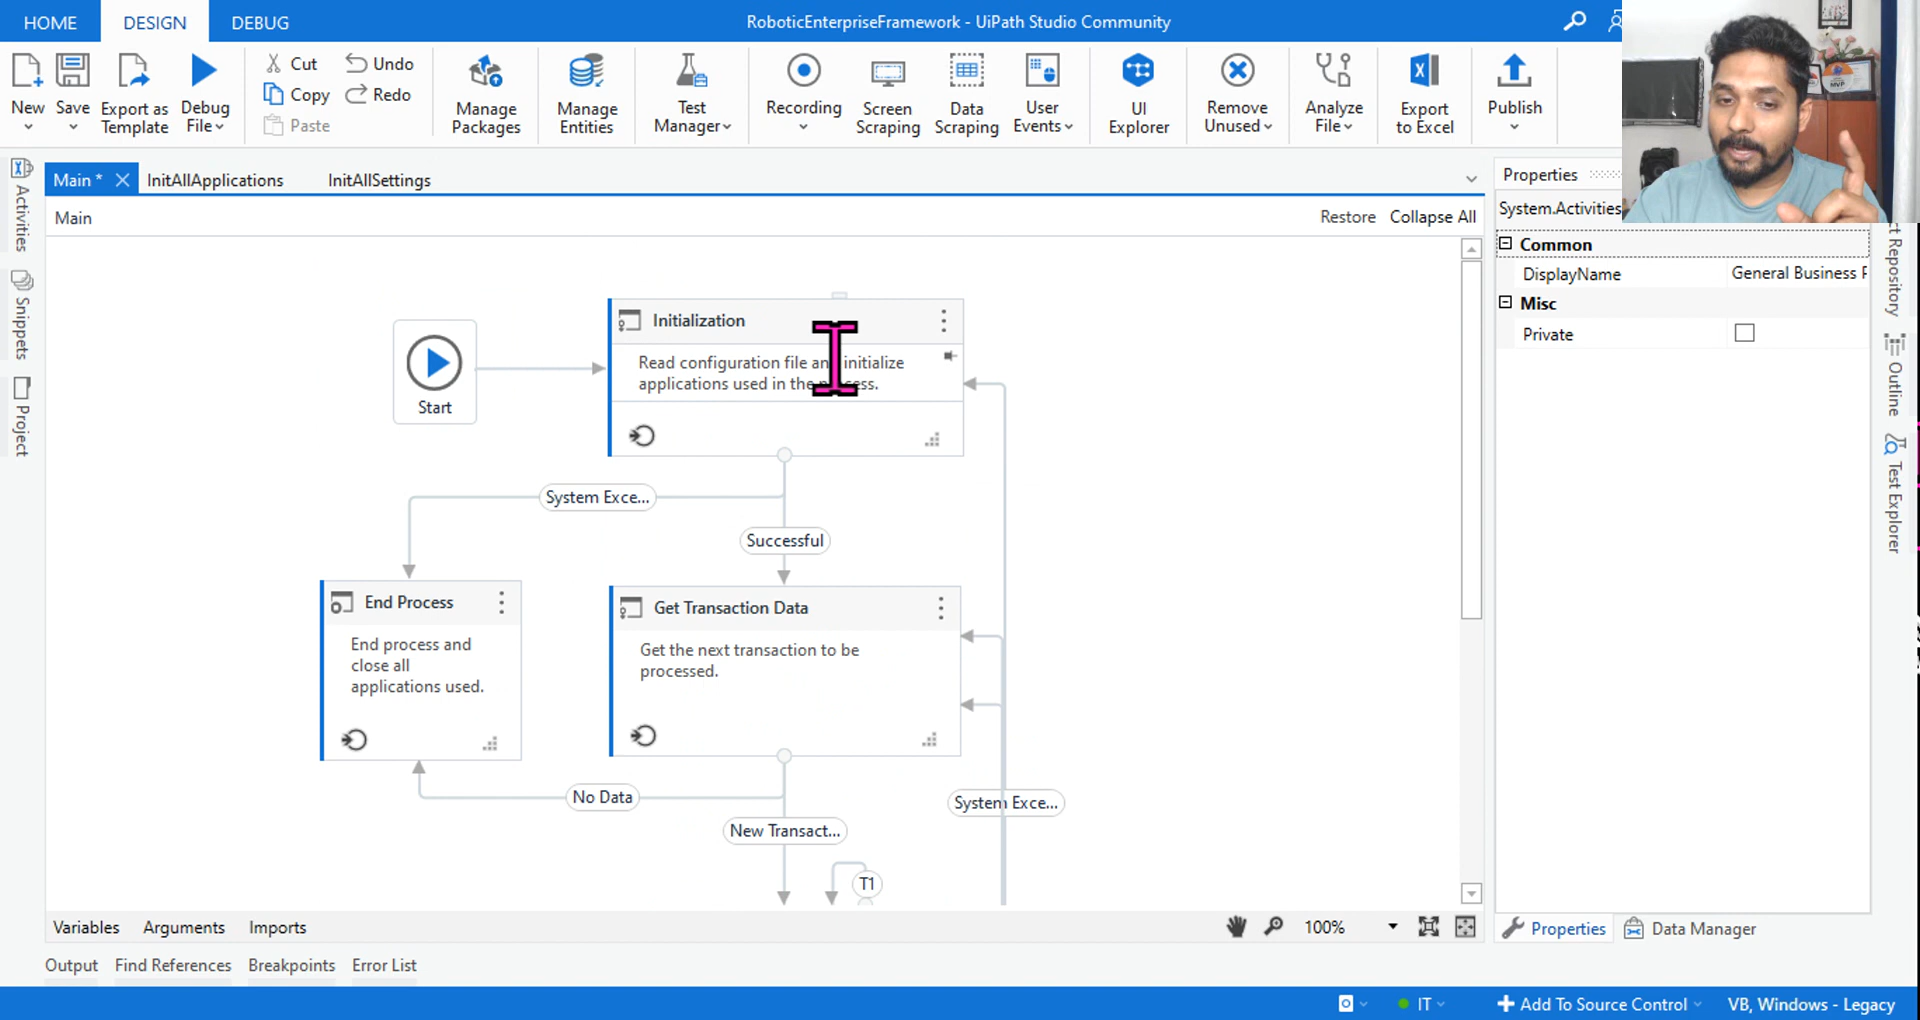 HOME
DESIGN
DEBUG
RoboticEnterpriseFramework - UiPath Studio Community
New
Save
Export as Template
Debug File
Cut
Copy
Paste
Undo
Redo
Manage Packages
Manage Entities
Test Manager
Recording
Screen Scraping
Data Scraping
User Events
UI Explorer
Remove Unused
Analyze File
Export to Excel
Publish
MVP
Activities
Snippets
Project
Main *
InitAllApplications
InitAllSettings
Main
Restore
Collapse All
Start
Initialization
Read configuration file and initialize
applications used in the process.
System Exce...
Successful
End Process
End process and
close all
applications used.
Get Transaction Data
Get the next transaction to be
processed.
No Data
New Transact...
System Exce...
T1
Properties
System.Activities
Common
DisplayName
General Business P
Misc
Private
Repository
Outline
Test Explorer
Variables
Arguments
Imports
100%
Properties
Data Manager
Output
Find References
Breakpoints
Error List
IT
Add To Source Control
VB, Windows - Legacy